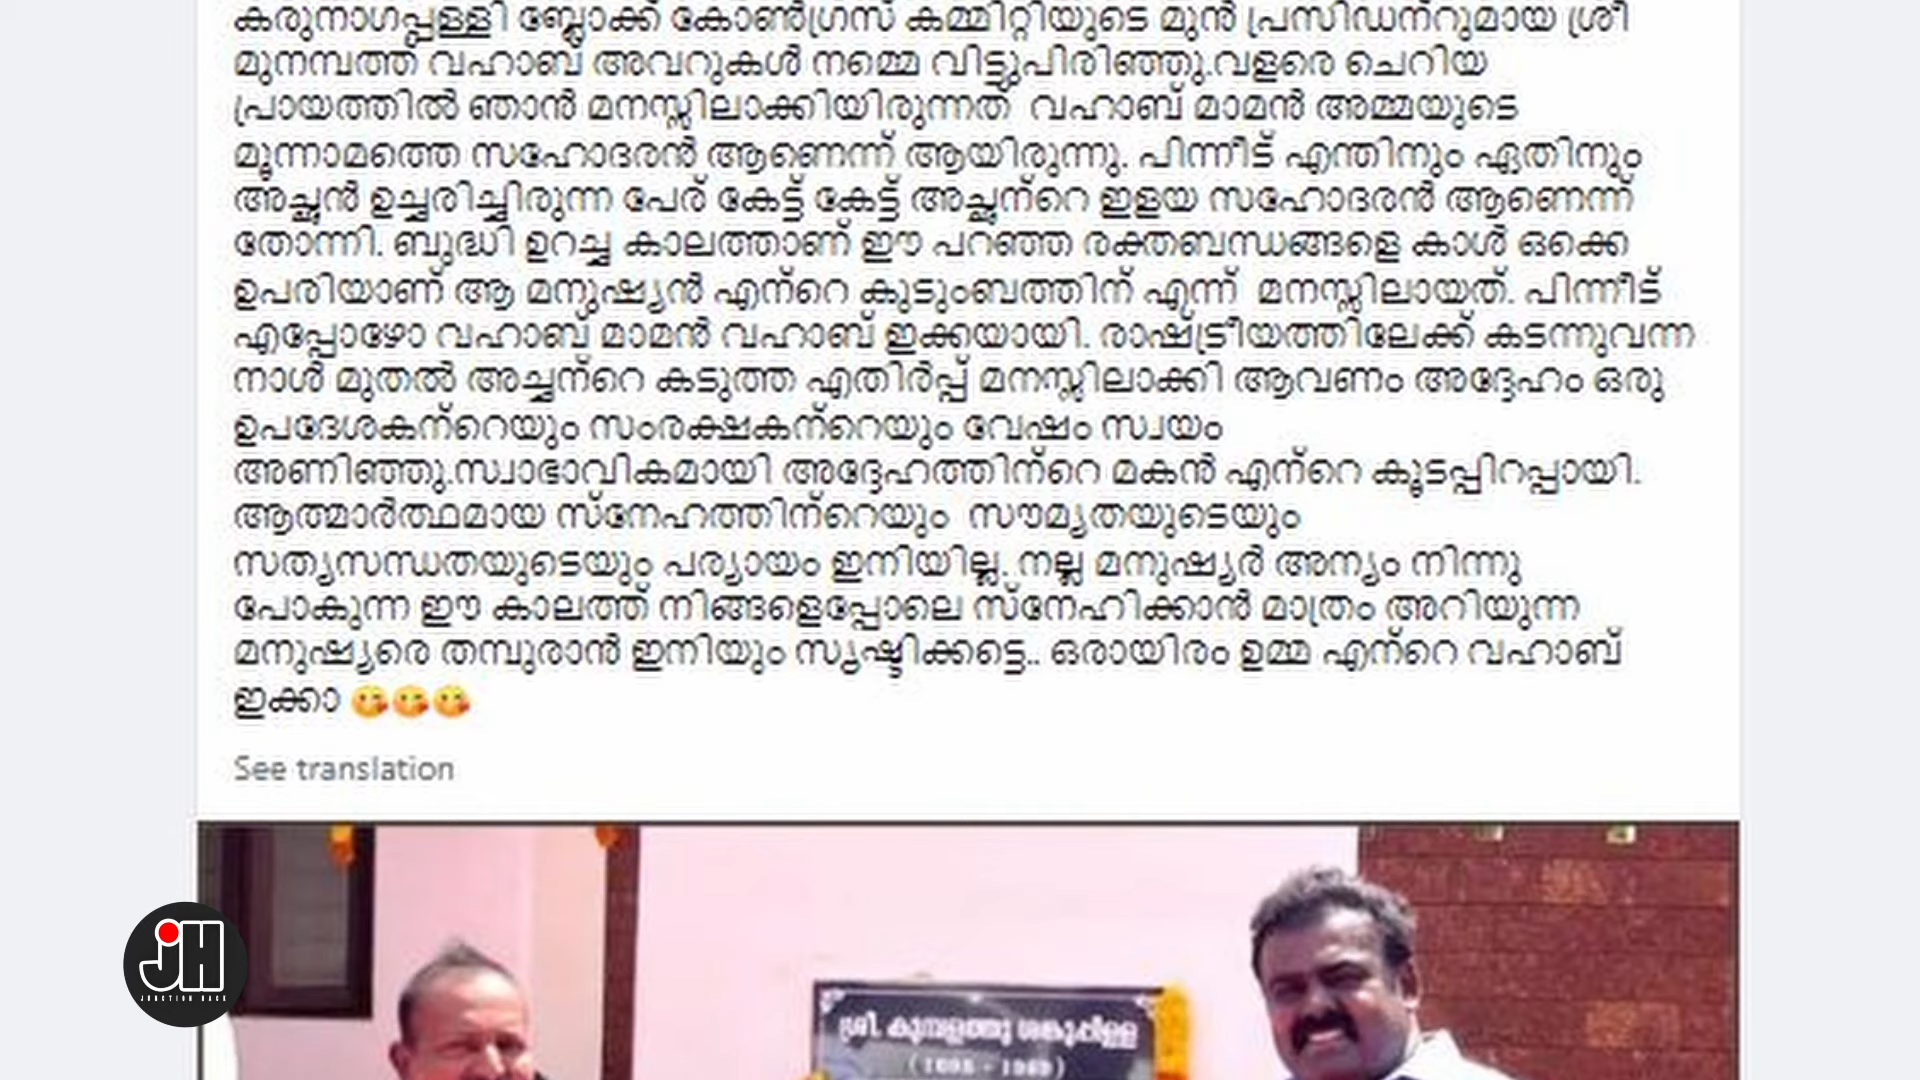 കരുനാഗപ്പള്ളി ബ്ലോക്ക് കോൺഗ്രസ് കമ്മിറ്റിയുടെ മുൻ പ്രസിഡന്റുമായ ശ്രീ
മുനമ്പത്ത് വഹാബ് അവറുകൾ നമ്മെ വിട്ടുപിരിഞ്ഞു.വളരെ ചെറിയ
പ്രായത്തിൽ ഞാൻ മനസ്സിലാക്കിയിരുന്നത് വഹാബ് മാമൻ അമ്മയുടെ
മൂന്നാമത്തെ സഹോദരൻ ആണെന്ന് ആയിരുന്നു. പിന്നീട് എന്തിനും ഏതിനും
അച്ഛൻ ഉച്ചരിച്ചിരുന്ന പേര് കേട്ട് കേട്ട് അച്ഛന്റെ ഇളയ സഹോദരൻ ആണെന്ന്
തോന്നി. ബുദ്ധി ഉറച്ച കാലത്താണ് ഈ പറഞ്ഞ രക്തബന്ധങ്ങളെ കാൾ ഒക്കെ
ഉപരിയാണ് ആ മനുഷ്യൻ എന്റെ കുടുംബത്തിന് എന്ന് മനസ്സിലായത്. പിന്നീട്
എപ്പോഴോ വഹാബ് മാമൻ വഹാബ് ഇക്കയായി. രാഷ്ട്രീയത്തിലേക്ക് കടന്നുവന്ന
നാൾ മുതൽ അച്ചന്റെ കടുത്ത എതിർപ്പ് മനസ്സിലാക്കി ആവണം അദ്ദേഹം ഒരു
ഉപദേശകന്റെയും സംരക്ഷകന്റെയും വേഷം സ്വയം
അണിഞ്ഞു.സ്വാഭാവികമായി അദ്ദേഹത്തിന്റെ മകൻ എന്റെ കൂടപ്പിറപ്പായി.
ആത്മാർത്ഥമായ സ്നേഹത്തിന്റെയും സൗമൃതയുടെയും
സത്യസന്ധതയുടെയും പര്യായം ഇനിയില്ല. നല്ല മനുഷ്യർ അന്യം നിന്നു
പോകുന്ന ഈ കാലത്ത് നിങ്ങളെപ്പോലെ സ്നേഹിക്കാൻ മാത്രം അറിയുന്ന
മനുഷ്യരെ തമ്പുരാൻ ഇനിയും സൃഷ്ടിക്കട്ടെ.. ഒരായിരം ഉമ്മ എന്റെ വഹാബ്
ഇക്കാ 😋😋😋
See translation
ശ്രീ. കുമ്പളത്തു ശങ്കുപ്പിള്ള
JH
JUNCTION HACK